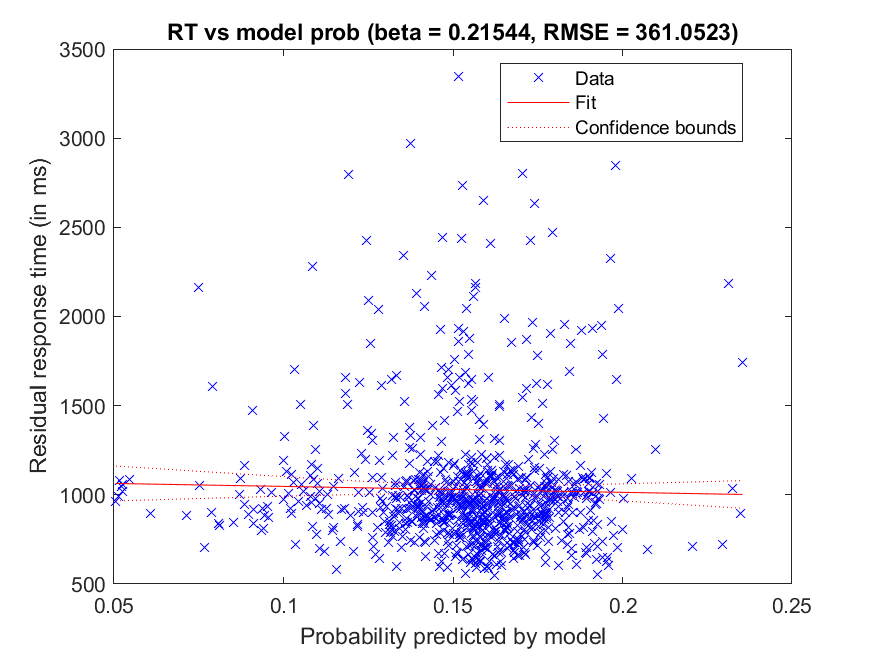 RT vs model prob (beta = 0.21544, RMSE = 361.0523)
3500
3000
2500
2000
1500
1000
500
Residual response time (in ms)
Data
Fit
Confidence bounds
0.05
0.1
0.15
0.2
0.25
Probability predicted by model